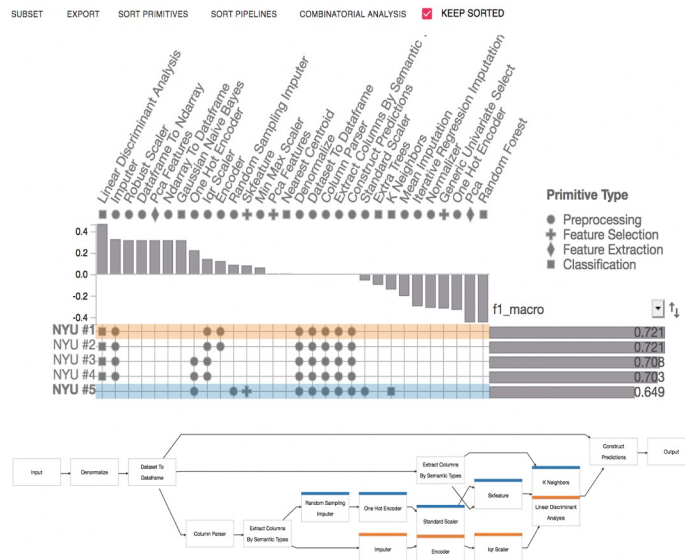 SUBSET EXPORT SORT PRIMITIVES SORT PIPELINES COMBINATORIAL ANALYSIS KEEP SORTED
Linear Discriminant Analysis
Imputer
Robust Scaler
Dataframe To Ndarray
Pca Features
Ndarray To Dataframe
Gaussian Naive Bayes
One Hot Encoder
Iqr Scaler
Encoder
Random Sampling Imputer
Skfeature
Min Max Scaler
Pca Features
Nearest Centroid
Denormalize
Dataset To Dataframe
Column Parser
Extract Columns By Semantic
Construct Predictions
Standard Scaler
Extra Trees
K Neighbors
Mean Imputation
Iterative Regression Imputation
Normalizer
Generic Univariate Select
One Hot Encoder
Pca
Random Forest
Primitive Type
Preprocessing
Feature Selection
Feature Extraction
Classification
0.4
0.2
0.0
-0.2
-0.4
f1_macro
NYU #1 0.721
NYU #2 0.721
NYU #3 0.708
NYU #4 0.703
NYU #5 0.649
Input
Denormalize
Dataset To
Dataframe
Column Parser
Extract Columns
By Semantic Types
Random Sampling
Imputer
One Hot Encoder
Standard Scaler
Imputer
Encoder
Iqr Scaler
Extract Columns
By Semantic Types
Skfeature
K Neighbors
Linear Discriminant
Analysis
Construct
Predictions
Output